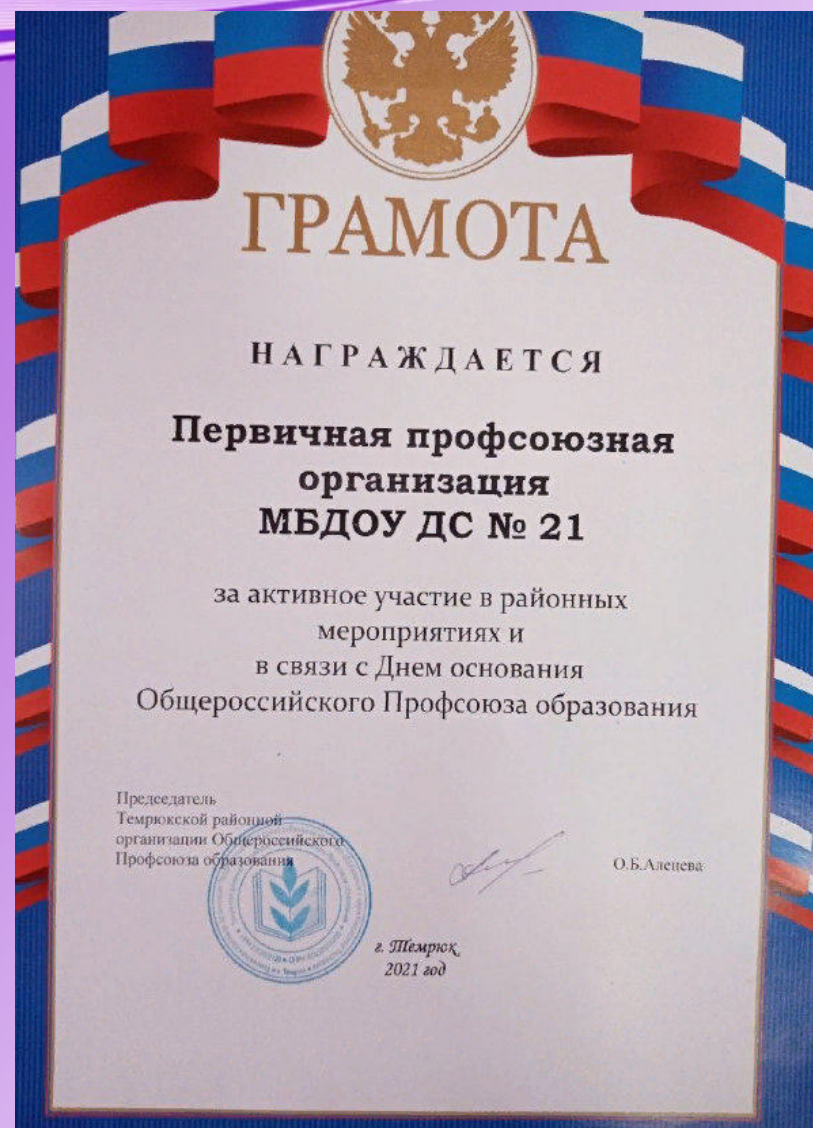 ГРАМОТА
НАГРАЖДАЕТСЯ
Первичная профсоюзная
организация
МБДОУ ДС № 21
за активное участие в районных
мероприятиях и
в связи с Днем основания
Общероссийского Профсоюза образования
Председатель
Темрюкской районной
организации Общероссийского
Профсоюза образования
О.Б.Алецева
г. Темрюк,
2021 год